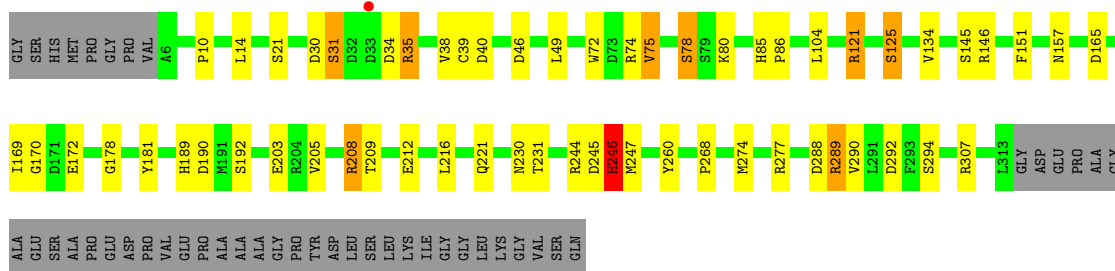 GLY SER HIS MET PRO GLY PRO VAL A6 P10 L14 S21 D30 S31 D32 D33 D34 R35 V38 C39 D40 D46 L49 W72 D73 R74 V75 S78 S79 K80 H85 P86 L104 R121 S125 V134 S145 R146 F151 N157 D165
I169 G170 D171 E172 G178 Y181 H189 D190 M191 S192 E203 R204 V205 R208 T209 E212 L216 Q221 N230 T231 R244 D245 H246 M247 Y260 P268 M274 R277 D288 R289 V290 L291 D292 F293 S294 R307 L313 GLY ASP GLU PRO ALA GLY
ALA GLU SER ALA PRO GLU ASP PRO VAL GLU PRO ALA ALA ALA GLY PRO TYR ASP LEU SER LEU LYS ILE GLY GLY LEU LYS GLY VAL SER GLN